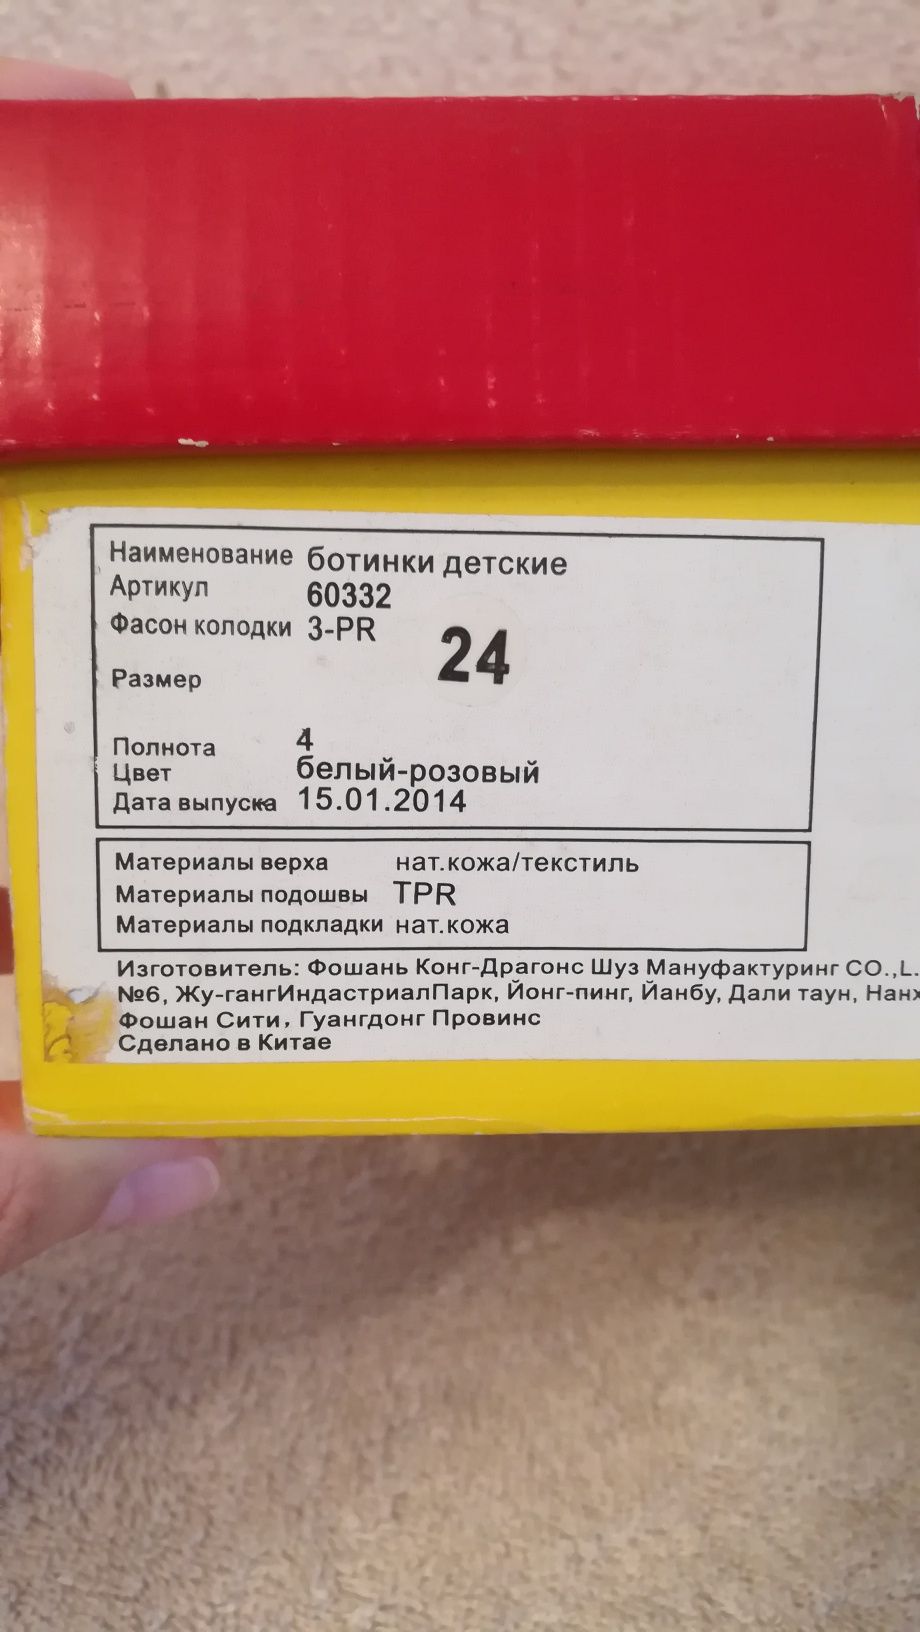 Наименование ботинки детские
Артикул 60332
Фасон колодки 3-PR
Размер 24
Полнота 4
Цвет белый-розовый
Дата выпуска 15.01.2014
Материалы верха нат.кожа/текстиль
Материалы подошвы TPR
Материалы подкладки нат.кожа
Изготовитель: Фошань Конг-Драгонс Шуз Мануфактуринг CO.,L.
№6, Жу-гангИндастриалПарк, Йонг-пинг, Йанбу, Дали таун,
Фошан Сити, Гуангдонг Провинс
Сделано в Китае